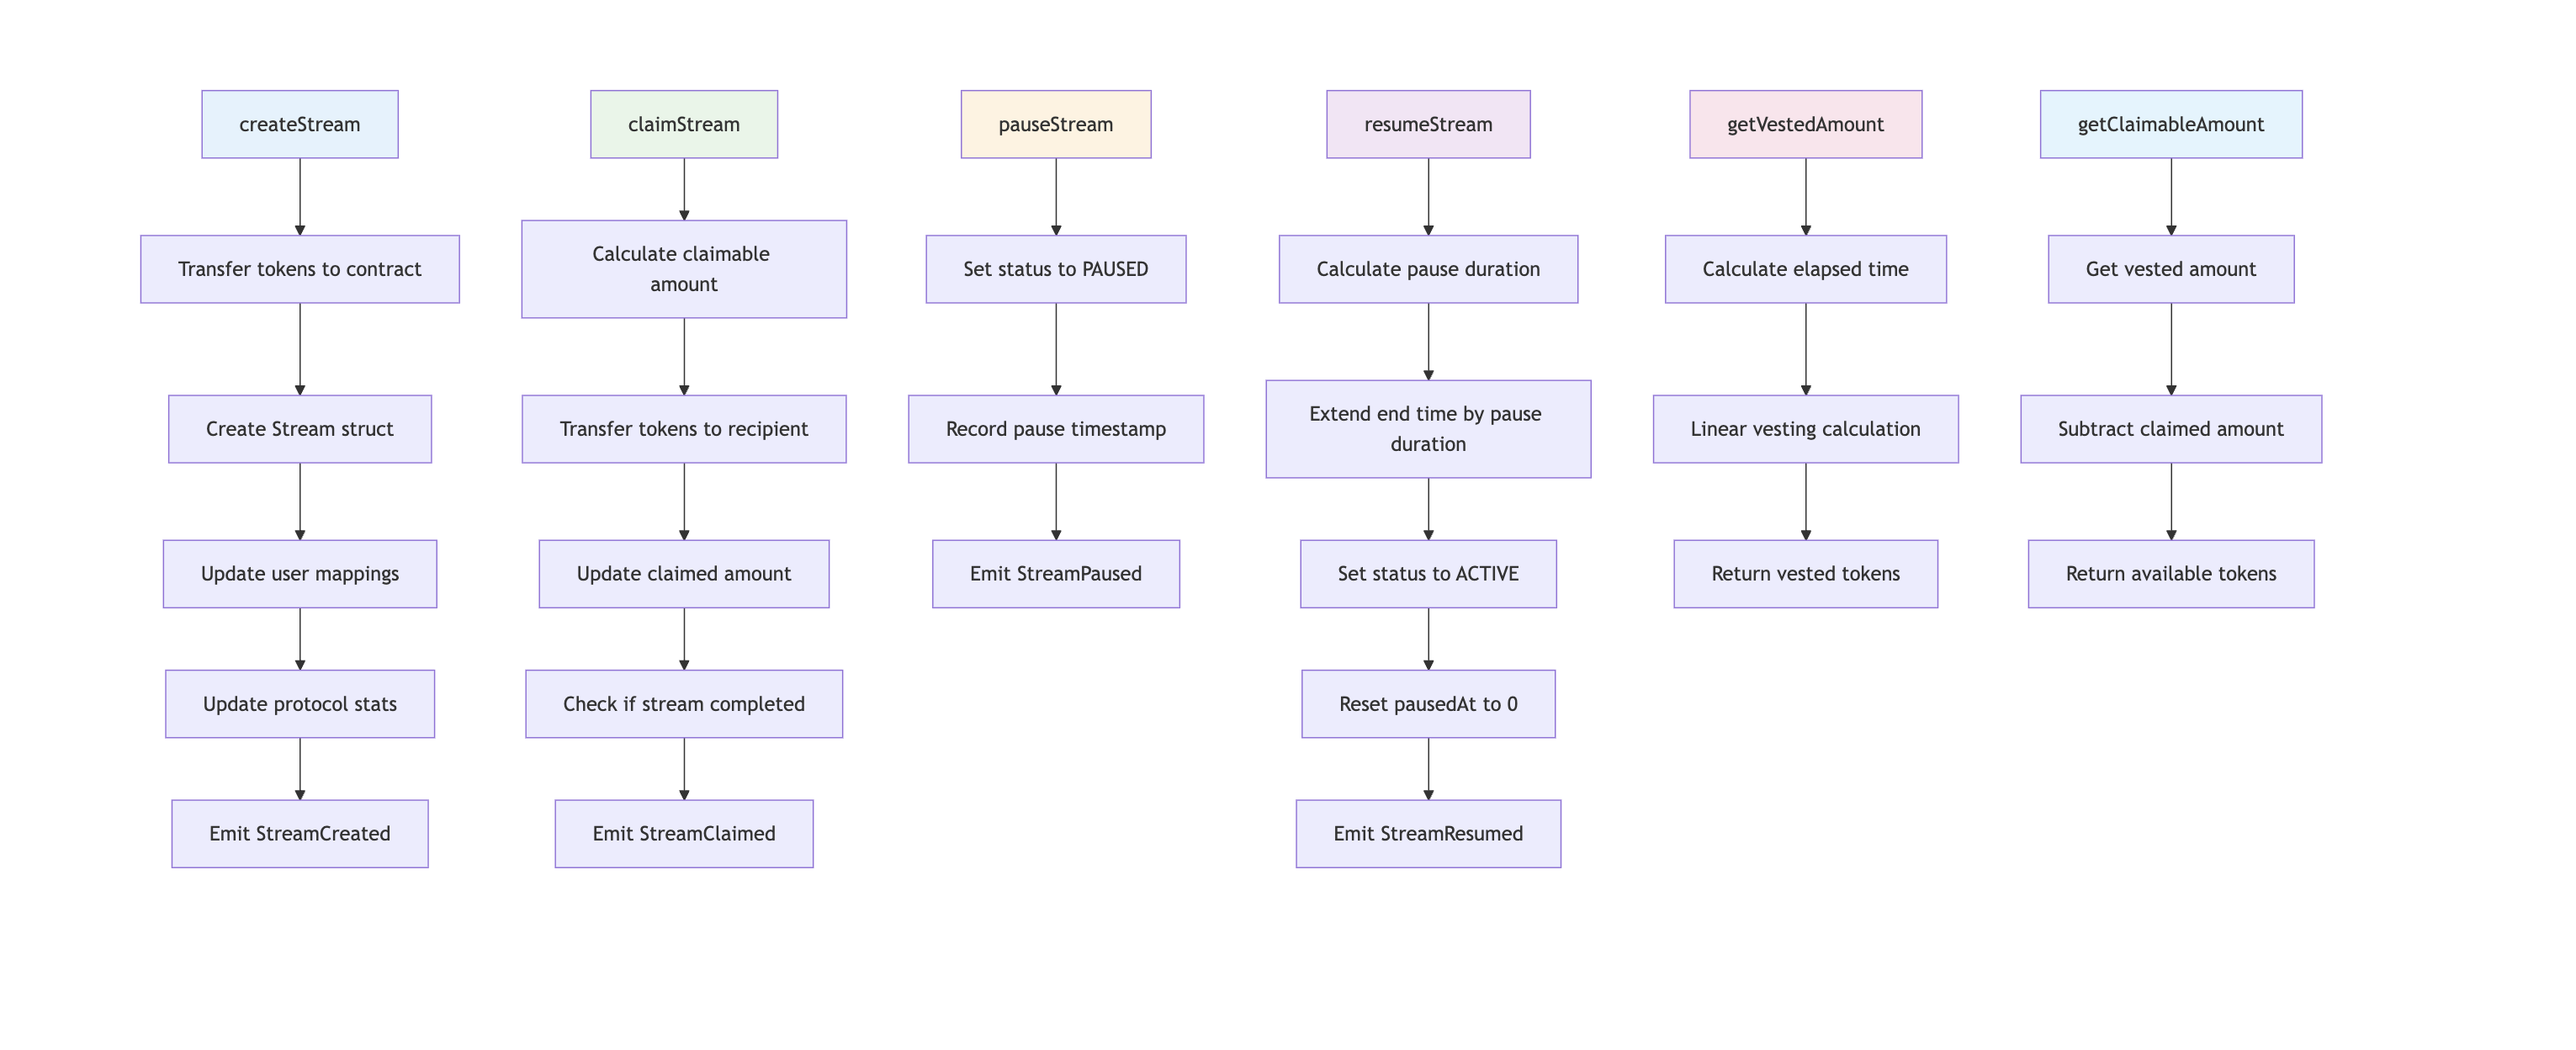 createStream
Transfer tokens to contract
Create Stream struct
Update user mappings
Update protocol stats
Emit StreamCreated
claimStream
Calculate claimable
amount
Transfer tokens to recipient
Update claimed amount
Check if stream completed
Emit StreamClaimed
pauseStream
Set status to PAUSED
Record pause timestamp
Emit StreamPaused
resumeStream
Calculate pause duration
Extend end time by pause
duration
Set status to ACTIVE
Reset pausedAt to 0
Emit StreamResumed
getVestedAmount
Calculate elapsed time
Linear vesting calculation
Return vested tokens
getClaimableAmount
Get vested amount
Subtract claimed amount
Return available tokens